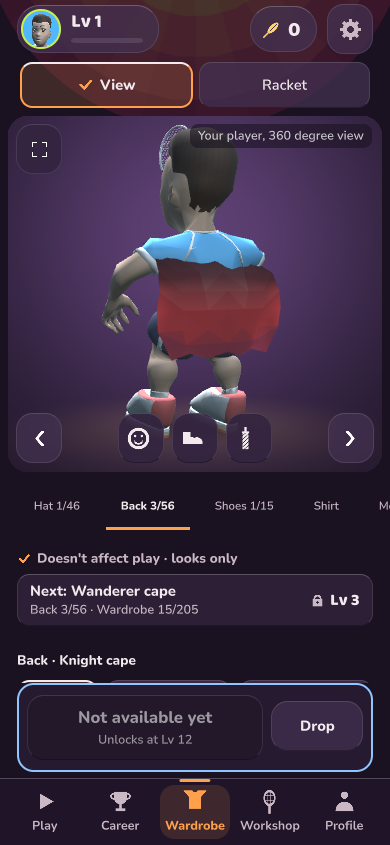 Lv 1
0
View
Racket
Your player, 360 degree view
Hat 1/46
Back 3/56
Shoes 1/15
Shirt
Doesn't affect play · looks only
Next: Wanderer cape
Back 3/56 · Wardrobe 15/205
Lv 3
Back · Knight cape
Not available yet
Unlocks at Lv 12
Drop
Play
Career
Wardrobe
Workshop
Profile